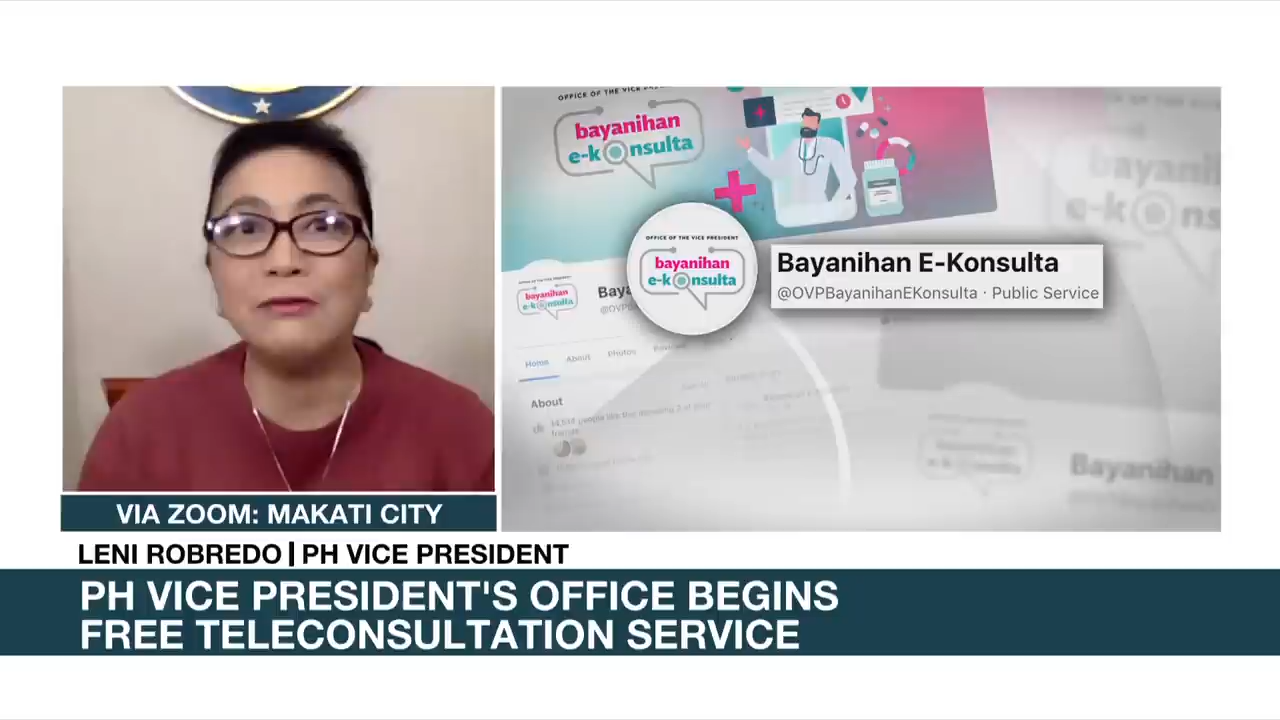 OFFICE OF THE VICE PRESIDENT
bayanihan
e-konsulta
OFFICE OF THE VICE PRESIDENT
bayanihan
e-konsulta
Bayanihan E-Konsulta
@OVPBayanihanEKonsulta · Public Service
bayanihan
e-konsulta
Home
About
Photos
About
Bayanihan
VIA ZOOM: MAKATI CITY
LENI ROBREDO | PH VICE PRESIDENT
PH VICE PRESIDENT'S OFFICE BEGINS
FREE TELECONSULTATION SERVICE